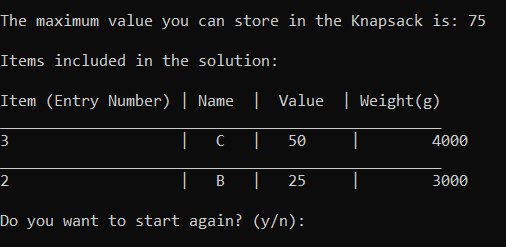 The maximum value you can store in the Knapsack is: 75
Items included in the solution:
Item (Entry Number) | Name | Value | Weight(g)
3 | C | 50 | 4000
2 | B | 25 | 3000
Do you want to start again? (y/n):